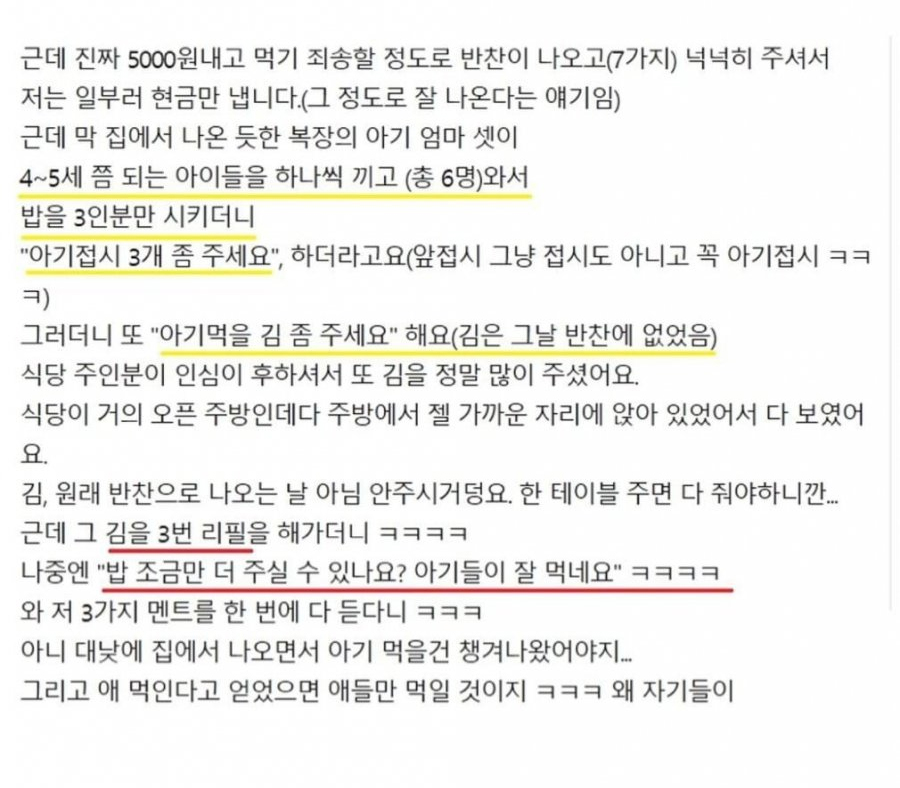 근데 진짜 5000원내고 먹기 죄송할 정도로 반찬이 나오고(7가지) 넉넉히 주셔서
저는 일부러 현금만 냅니다.(그 정도로 잘 나온다는 얘기임)
근데 막 집에서 나온 듯한 복장의 아기 엄마 셋이
4~5세 쯤 되는 아이들을 하나씩 끼고 (총 6명)와서
밥을 3인분만 시키더니
"아기접시 3개 좀 주세요", 하더라고요(앞접시 그냥 접시도 아니고 꼭 아기접시 ㅋㅋ
ㅋ)
그러더니 또 "아기먹을 김 좀 주세요" 해요(김은 그날 반찬에 없었음)
식당 주인분이 인심이 후하셔서 또 김을 정말 많이 주셨어요.
식당이 거의 오픈 주방인데다 주방에서 젤 가까운 자리에 앉아 있었어서 다 보였어
요.
김, 원래 반찬으로 나오는 날 아님 안주시거덩요. 한 테이블 주면 다 줘야하니깐...
근데 그 김을 3번 리필을 해가더니 ㅋㅋㅋㅋ
나중엔 "밥 조금만 더 주실 수 있나요? 아기들이 잘 먹네요" ㅋㅋㅋㅋ
와 저 3가지 멘트를 한 번에 다 듣다니 ㅋㅋㅋ
아니 대낮에 집에서 나오면서 아기 먹을건 챙겨나왔어야지...
그리고 애 먹인다고 얻었으면 애들만 먹일 것이지 ㅋㅋㅋ 왜 자기들이